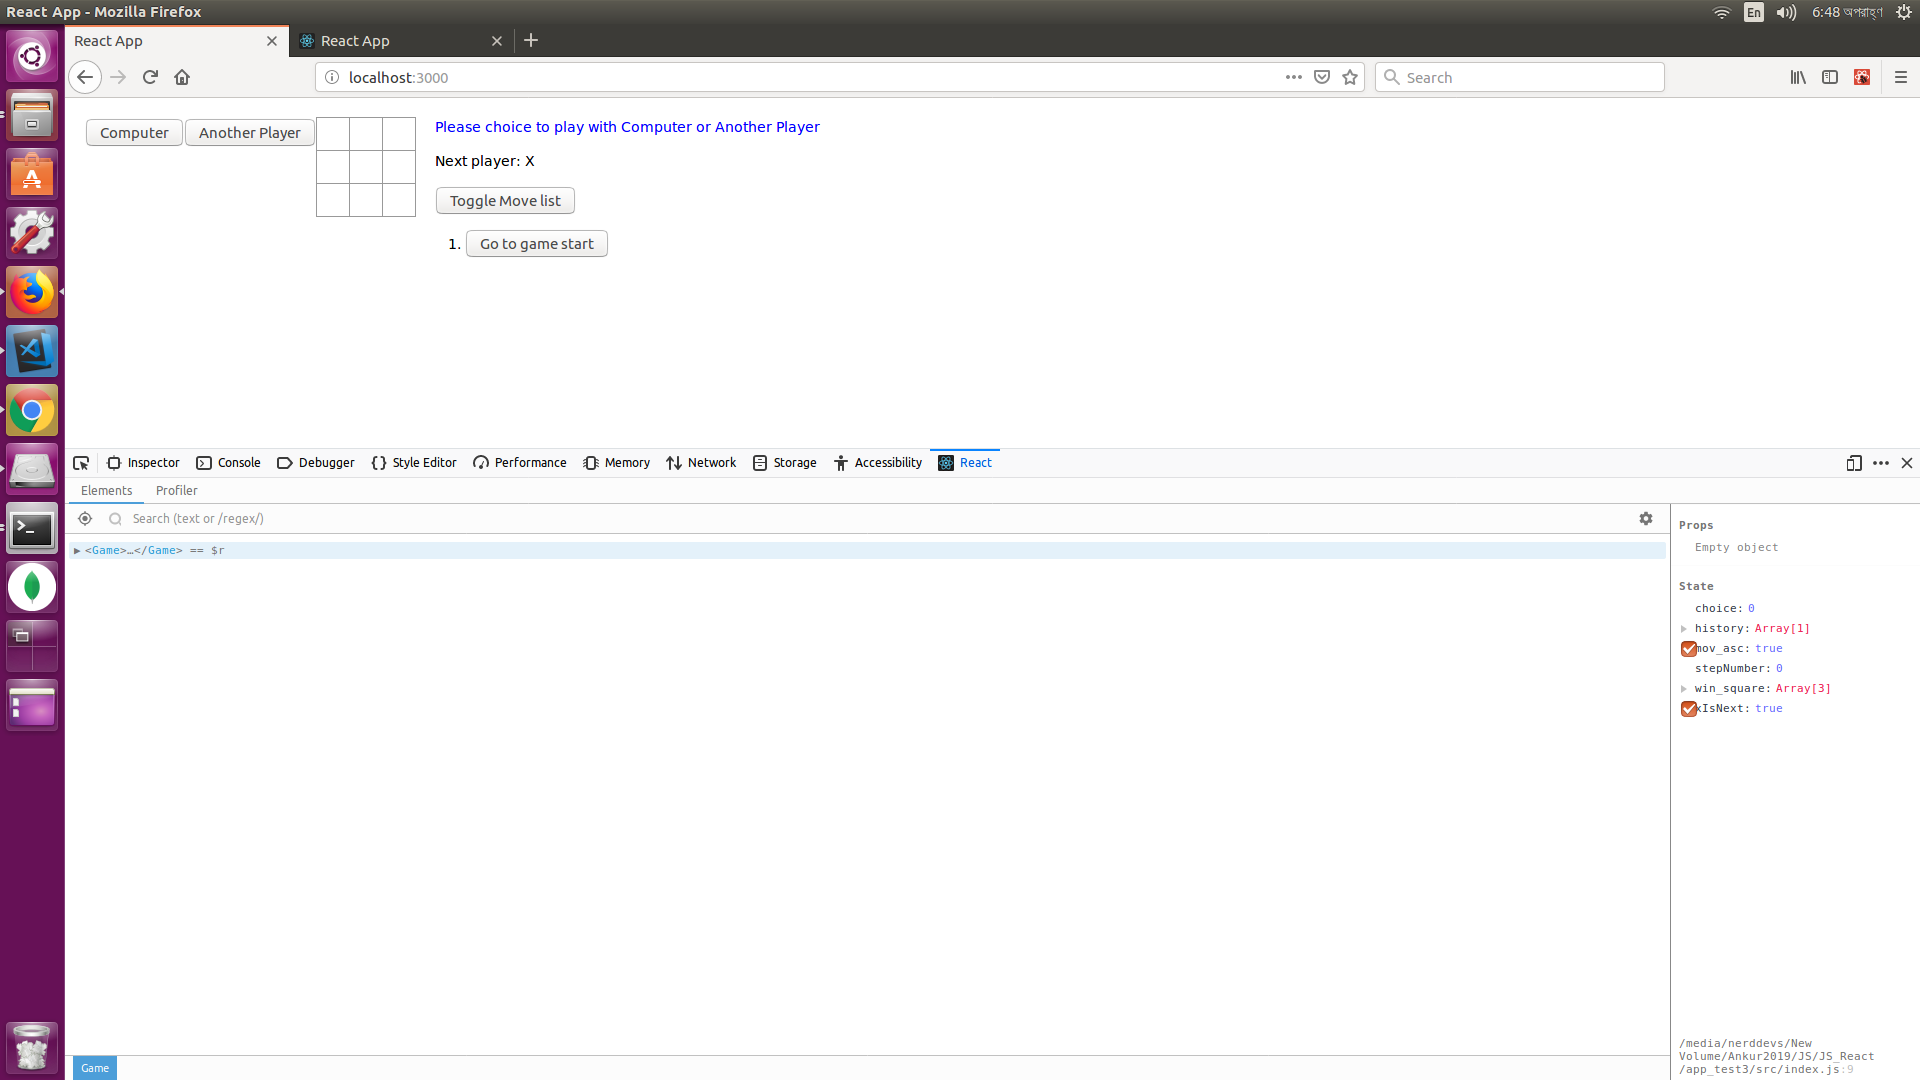 React App - Mozilla Firefox
En
6:48 অপরাহ্ণ
React App
React App
localhost:3000
Search
Computer
Another Player
Please choice to play with Computer or Another Player
Next player: X
Toggle Move list
1. Go to game start
Inspector
Console
Debugger
{} Style Editor
Performance
Memory
Network
Storage
Accessibility
React
Elements
Profiler
Search (text or /regex/)
<Game>…</Game> == $r
Props
Empty object
State
choice: 0
history: Array[1]
mov_asc: true
stepNumber: 0
win_square: Array[3]
xIsNext: true
/media/nerddevs/New
Volume/Ankur2019/JS/JS_React
/app_test3/src/index.js:9
Game